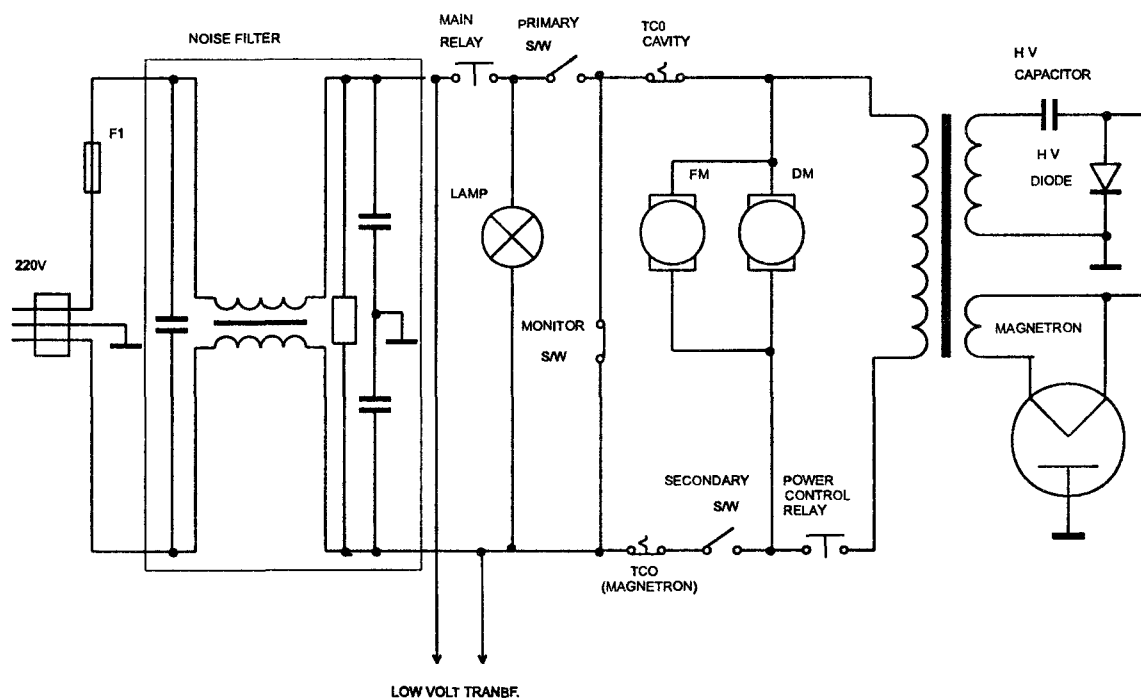 NOISE FILTER
MAIN
RELAY
PRIMARY
S/W
TC0
CAVITY
H V
CAPACITOR
F1
LAMP
FM
DM
H V
DIODE
220V
MONITOR
S/W
MAGNETRON
SECONDARY
S/W
POWER
CONTROL
RELAY
TCO
(MAGNETRON)
LOW VOLT TRANBF.